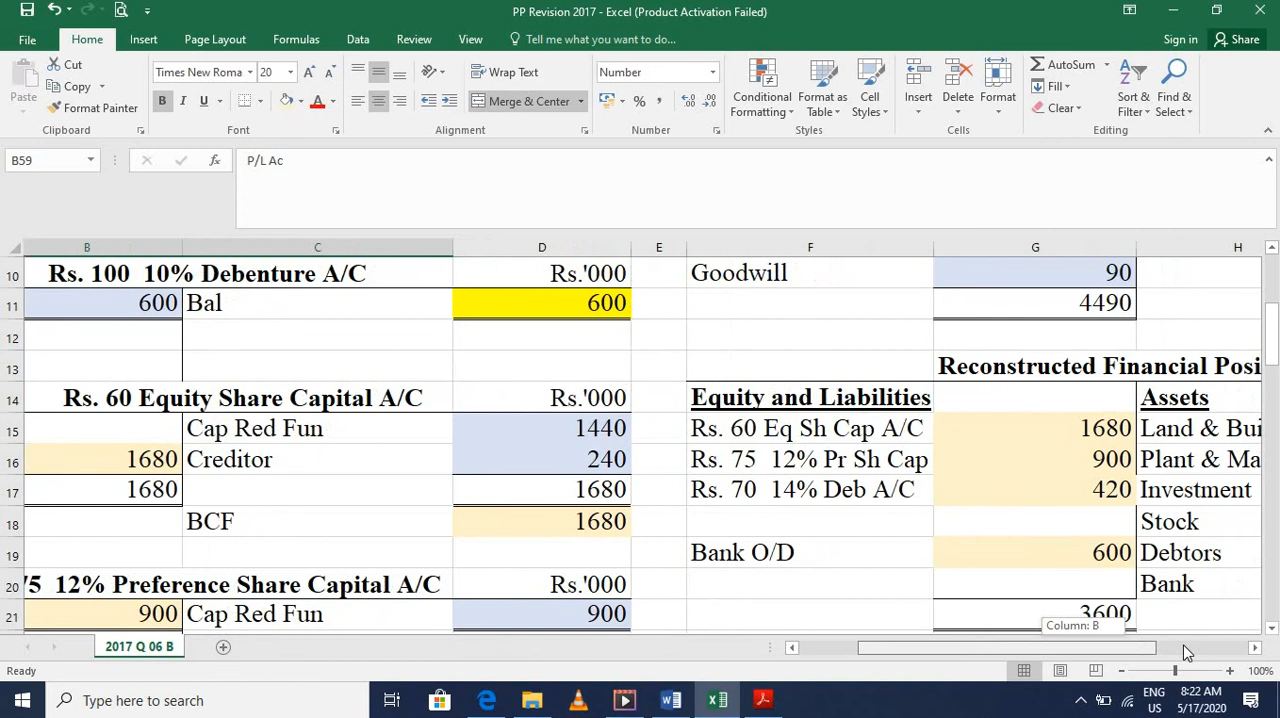 PP Revision 2017 - Excel (Product Activation Failed)
File Home Insert Page Layout Formulas Data Review View Tell me what you want to do... Sign in Share
Paste Cut Copy Format Painter Clipboard
Times New Roma 20 B I U A Font
Wrap Text Merge & Center Alignment
Number % , Number
Conditional Formatting Format as Table Cell Styles Styles
Insert Delete Format Cells
AutoSum Fill Clear Sort & Filter Find & Select Editing
B59 fx P/L Ac
B C D E F G H
10 Rs. 100 10% Debenture A/C Rs.'000 Goodwill 90
11 600 Bal 600 4490
12
13 Reconstructed Financial Posi
14 Rs. 60 Equity Share Capital A/C Rs.'000 Equity and Liabilities Assets
15 Cap Red Fun 1440 Rs. 60 Eq Sh Cap A/C 1680 Land & Bui
16 1680 Creditor 240 Rs. 75 12% Pr Sh Cap 900 Plant & Ma
17 1680 1680 Rs. 70 14% Deb A/C 420 Investment
18 BCF 1680 Stock
19 Bank O/D 600 Debtors
20 75 12% Preference Share Capital A/C Rs.'000 Bank
21 900 Cap Red Fun 900 3600
Column: B
2017 Q 06 B
Ready 100%
Type here to search
ENG US
8:22 AM
5/17/2020